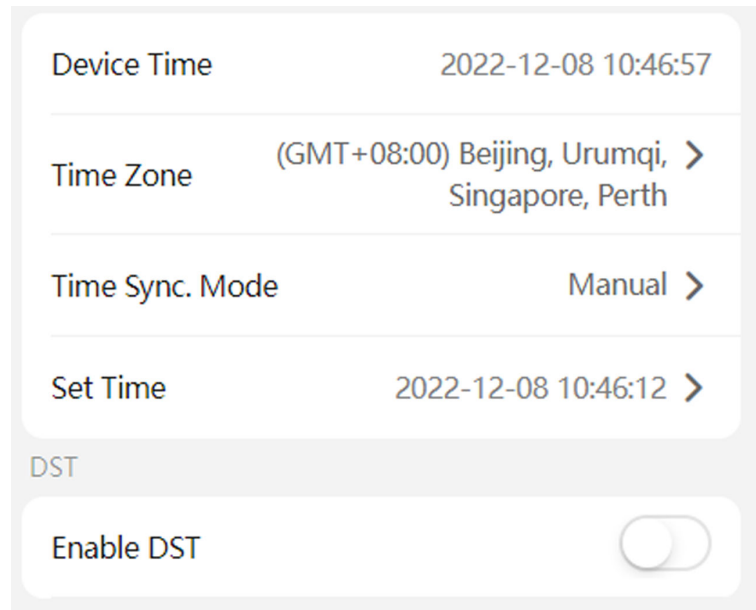 Device Time 2022-12-08 10:46:57
Time Zone (GMT+08:00) Beijing, Urumqi,
Singapore, Perth
Time Sync. Mode Manual
Set Time 2022-12-08 10:46:12
DST
Enable DST